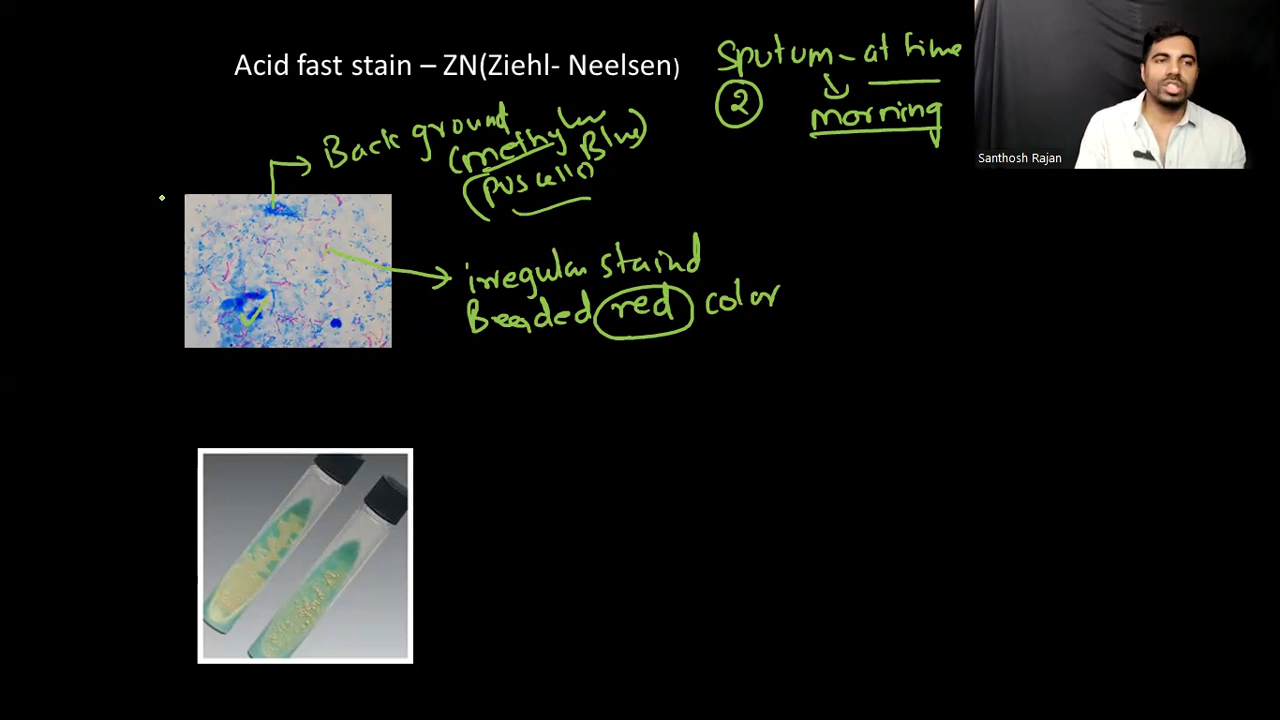 Acid fast stain – ZN(Ziehl- Neelsen)
Sputum - at time
② morning
Back ground
(methylene Blue)
(Pus cells)
irregular staind
Beaded red color
Santhosh Rajan